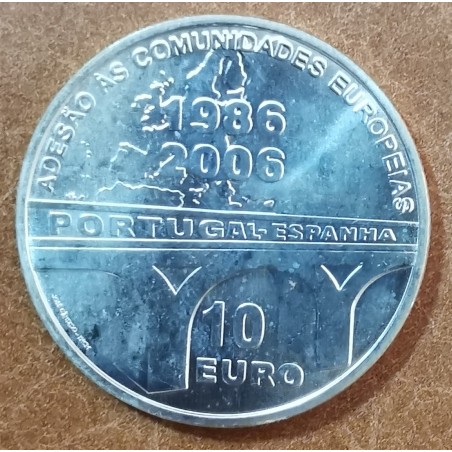 ADESÃO ÀS COMUNIDADES EUROPEIAS
1986
2006
PORTUGAL-ESPANHA
10
EURO